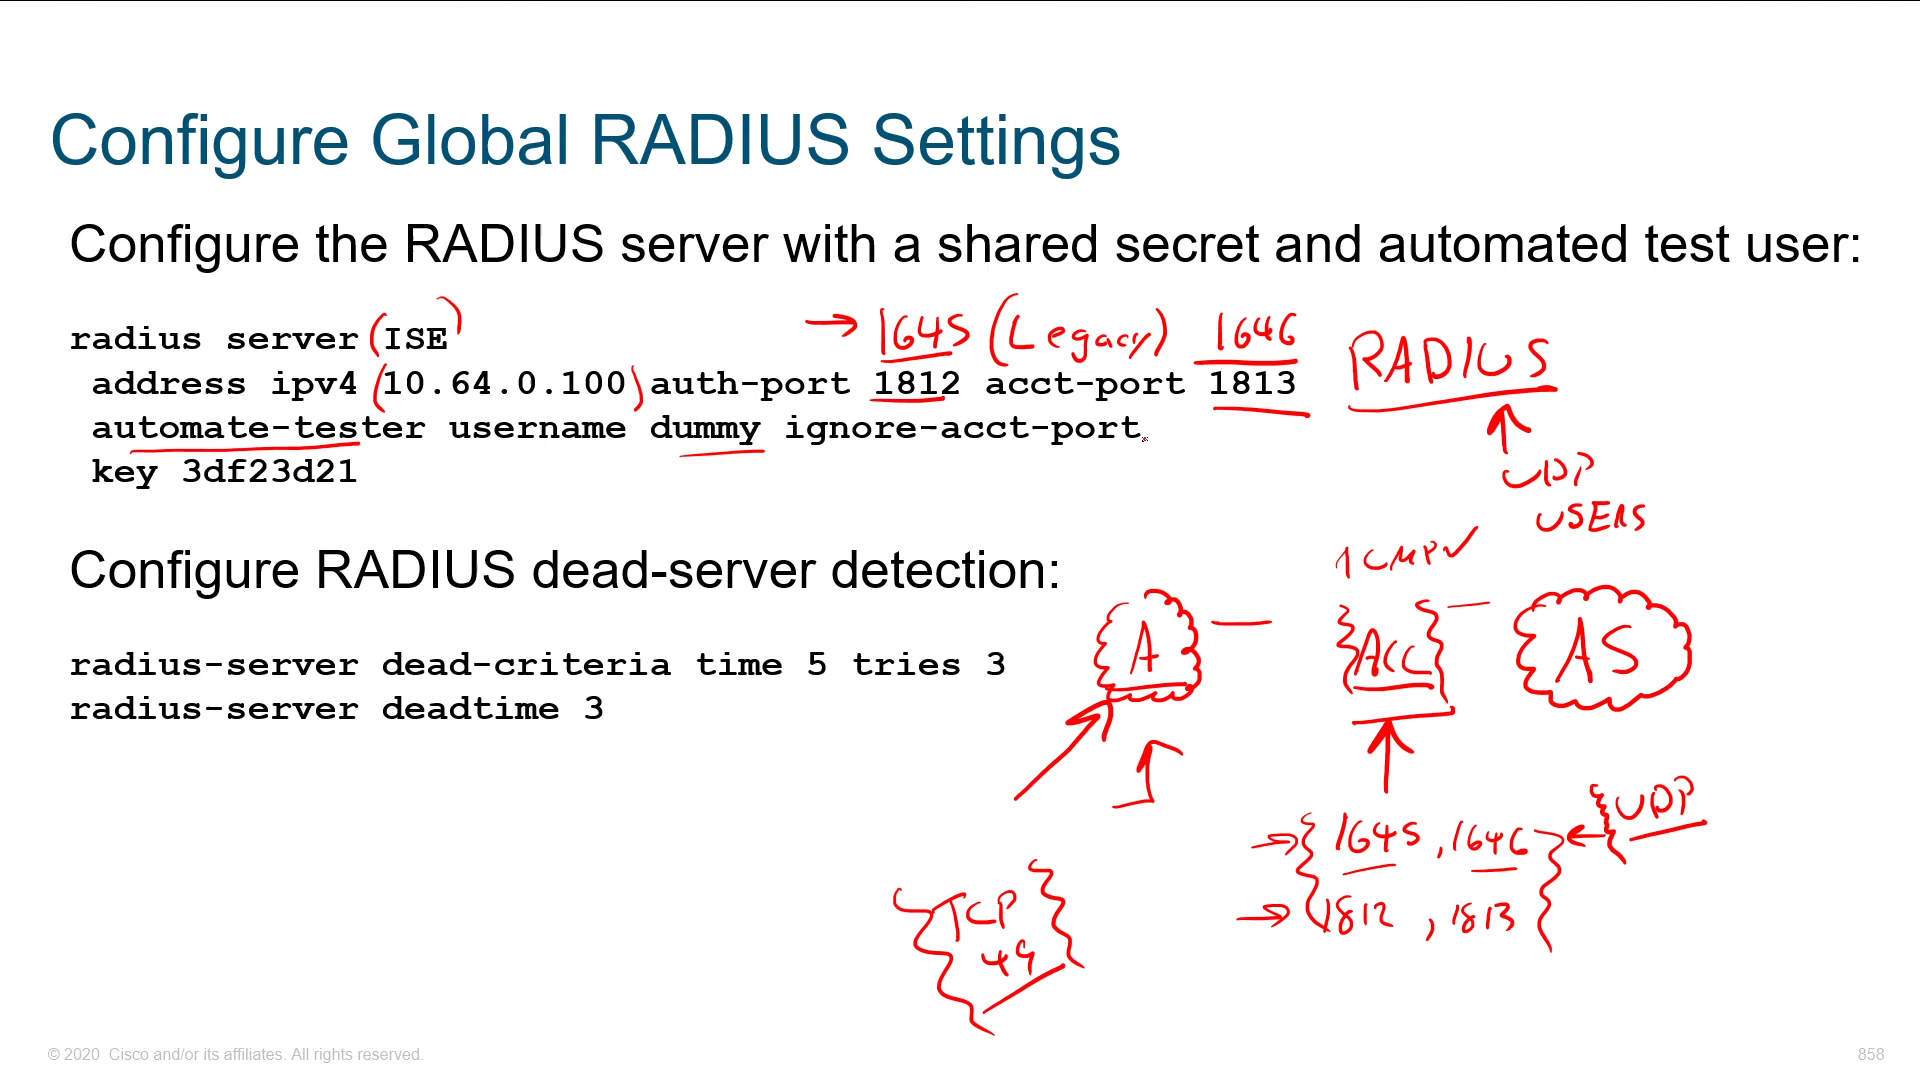 Configure Global RADIUS Settings
Configure the RADIUS server with a shared secret and automated test user:
→ 1645 (Legacy) 1646
radius server (ISE)
address ipv4 (10.64.0.100) auth-port 1812 acct-port 1813
RADIUS
automate-tester username dummy ignore-acct-port
key 3df23d21
UDP
USERS
Configure RADIUS dead-server detection:
ICMP ✓
A — {ACC} — AS
radius-server dead-criteria time 5 tries 3
radius-server deadtime 3
UDP
1645, 1646
1812, 1813
TCP
49
© 2020 Cisco and/or its affiliates. All rights reserved.
858